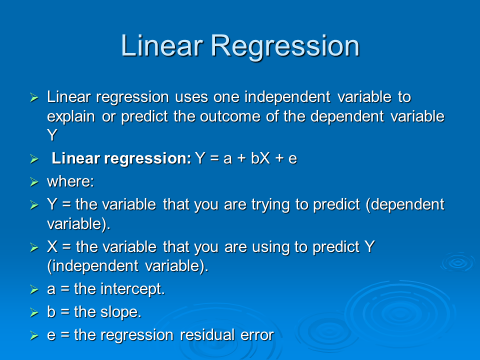 Linear Regression
Linear regression uses one independent variable to
explain or predict the outcome of the dependent variable
Y
Linear regression: Y = a + bX + e
where:
Y = the variable that you are trying to predict (dependent
variable).
X = the variable that you are using to predict Y
(independent variable).
a = the intercept.
b = the slope.
e = the regression residual error